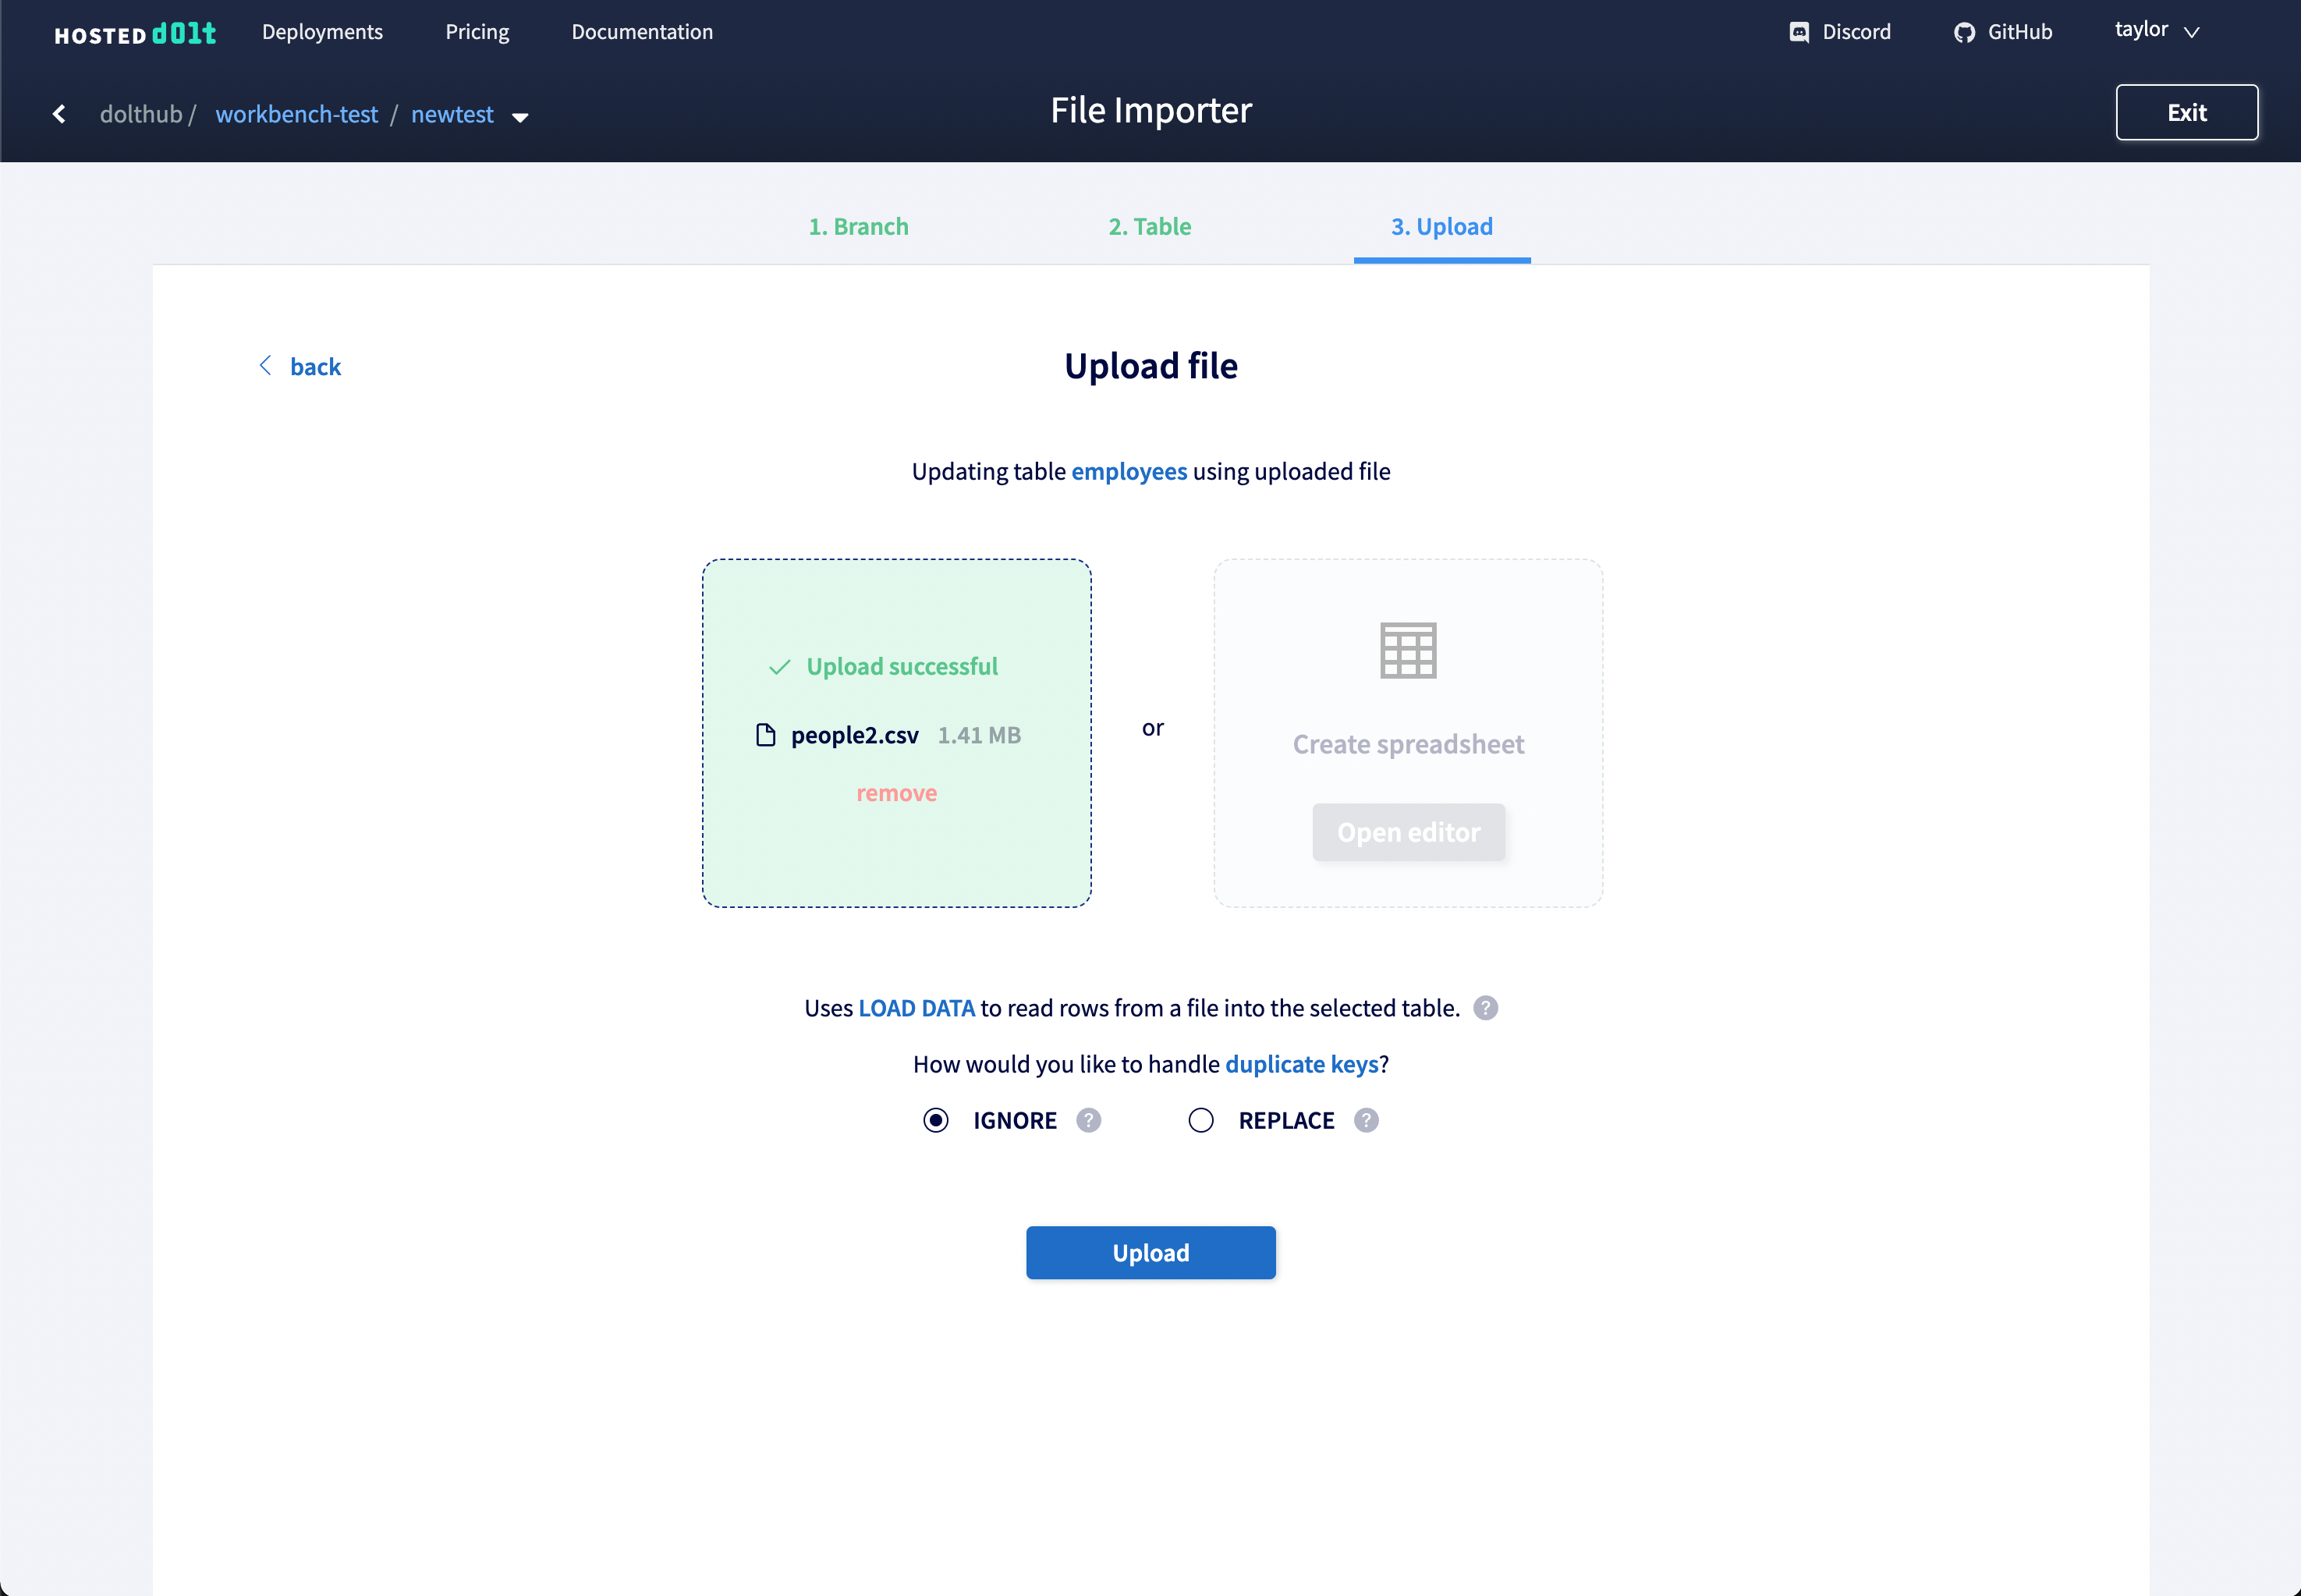 HOSTED dolt Deployments Pricing Documentation Discord GitHub taylor
dolthub / workbench-test / newtest File Importer Exit
1. Branch 2. Table 3. Upload
back Upload file
Updating table employees using uploaded file
Upload successful
people2.csv 1.41 MB
remove
or
Create spreadsheet
Open editor
Uses LOAD DATA to read rows from a file into the selected table. ?
How would you like to handle duplicate keys?
IGNORE ? REPLACE ?
Upload